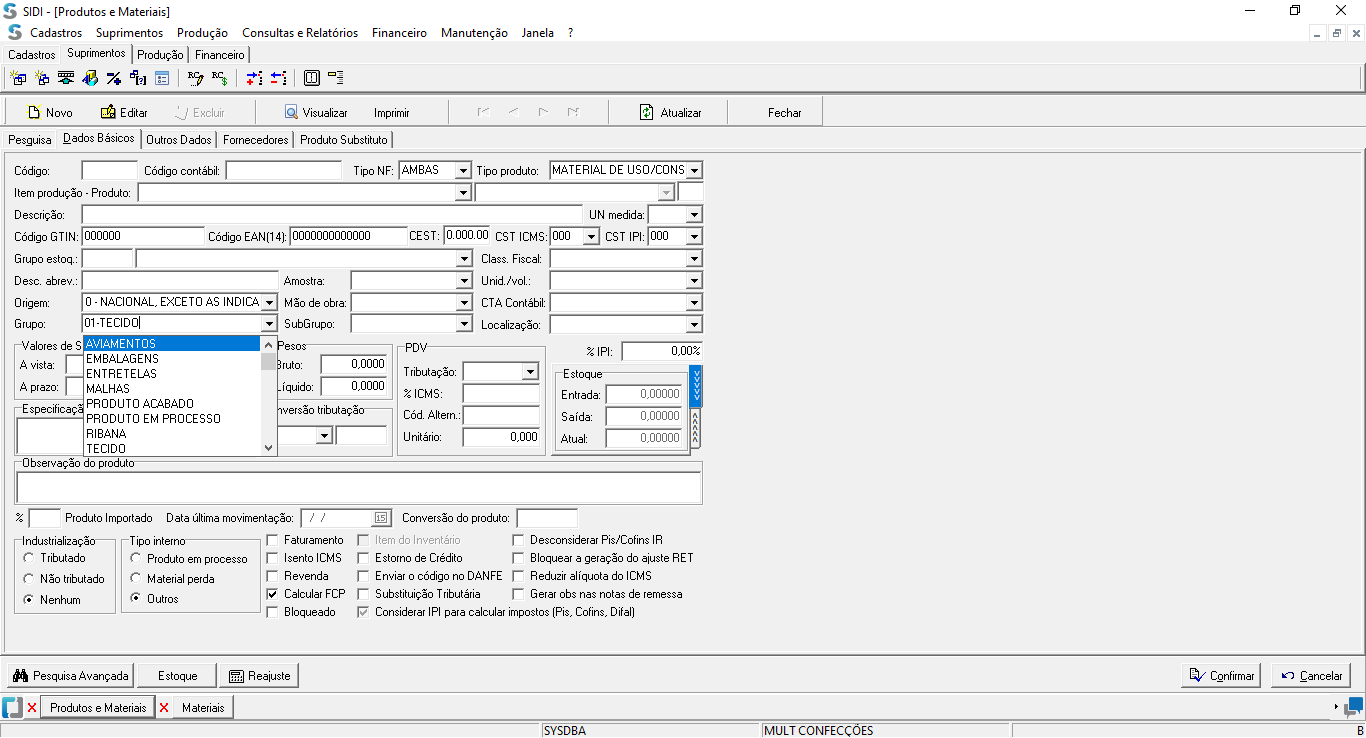 SIDI - [Produtos e Materiais]
Cadastros Suprimentos Produção Consultas e Relatórios Financeiro Manutenção Janela ?
Cadastros Suprimentos Produção Financeiro
Novo Editar Excluir Visualizar Imprimir Atualizar Fechar
Pesquisa Dados Básicos Outros Dados Fornecedores Produto Substituto
Código: Código contábil: Tipo NF: AMBAS Tipo produto: MATERIAL DE USO/CONS
Item produção - Produto:
Descrição: UN medida:
Código GTIN: 000000 Código EAN(14): 0000000000000 CEST: 0.000.00 CST ICMS: 000 CST IPI: 000
Grupo estoq.: Class. Fiscal:
Desc. abrev.: Amostra: Unid./vol.:
Origem: 0 - NACIONAL, EXCETO AS INDICA Mão de obra: CTA Contábil:
Grupo: 01-TECIDO SubGrupo: Localização:
AVIAMENTOS
EMBALAGENS
ENTRETELAS
MALHAS
PRODUTO ACABADO
PRODUTO EM PROCESSO
RIBANA
TECIDO
Valores de S
A vista:
A prazo:
Pesos
Bruto: 0,0000
Líquido: 0,0000
Especificaçã
nversão tributação
PDV
Tributação:
% ICMS:
Cód. Altern.:
Unitário: 0,000
% IPI: 0,00%
Estoque
Entrada: 0,00000
Saída: 0,00000
Atual: 0,00000
Observação do produto
% Produto Importado Data última movimentação: / / 15 Conversão do produto:
Industrialização
Tributado
Não tributado
Nenhum
Tipo interno
Produto em processo
Material perda
Outros
Faturamento Item do Inventário Desconsiderar Pis/Cofins IR
Isento ICMS Estorno de Crédito Bloquear a geração do ajuste RET
Revenda Enviar o código no DANFE Reduzir alíquota do ICMS
Calcular FCP Substituição Tributária Gerar obs nas notas de remessa
Bloqueado Considerar IPI para calcular impostos (Pis, Cofins, Difal)
Pesquisa Avançada Estoque Reajuste Confirmar Cancelar
Produtos e Materiais Materiais
SYSDBA MULT CONFECÇÕES B